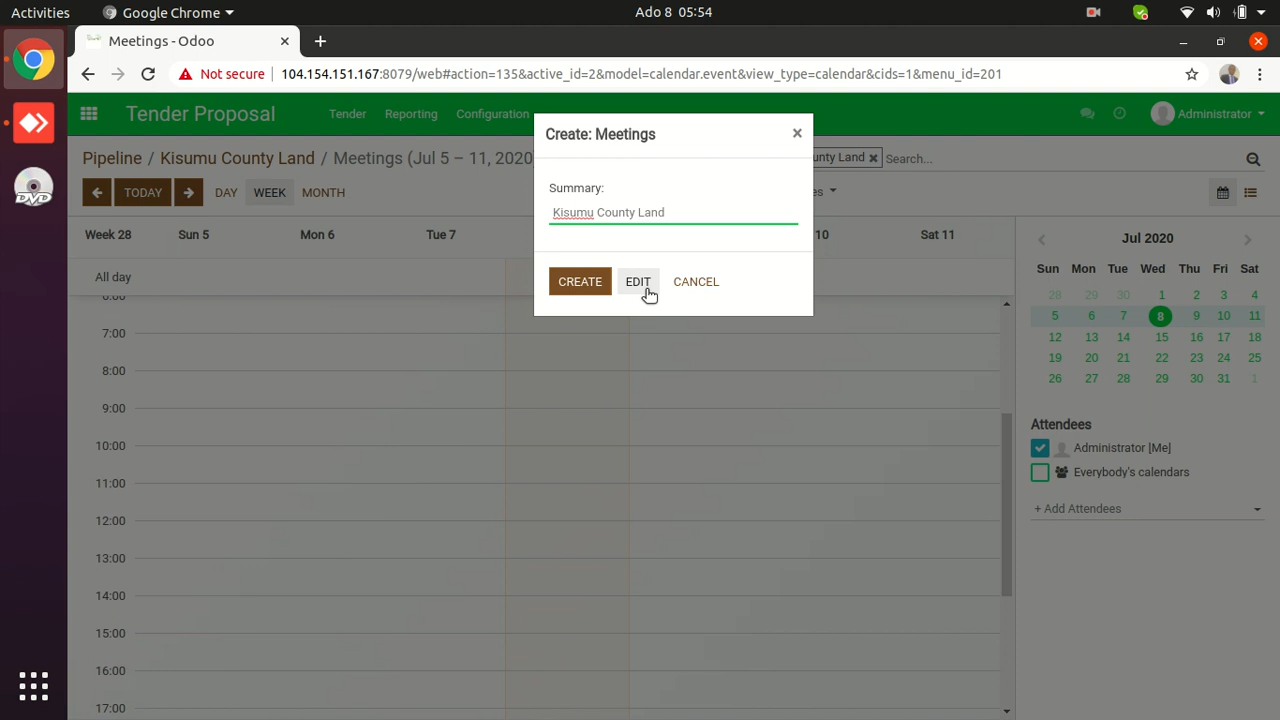 Activities
Google Chrome
Ado 8 05:54
Meetings - Odoo
Not secure
104.154.151.167:8079/web#action=135&active_id=2&model=calendar.event&view_type=calendar&cids=1&menu_id=201
Tender Proposal
Tender
Reporting
Configuration
Administrator
Pipeline / Kisumu County Land / Meetings (Jul 5 – 11, 2020
unty Land
Search...
TODAY
DAY
WEEK
MONTH
Week 28
Sun 5
Mon 6
Tue 7
10
Sat 11
All day
7:00
8:00
9:00
10:00
11:00
12:00
13:00
14:00
15:00
16:00
17:00
Create: Meetings
Summary:
Kisumu County Land
CREATE
EDIT
CANCEL
Jul 2020
Sun Mon Tue Wed Thu Fri Sat
28 29 30 1 2 3 4
5 6 7 8 9 10 11
12 13 14 15 16 17 18
19 20 21 22 23 24 25
26 27 28 29 30 31 1
Attendees
Administrator [Me]
Everybody's calendars
+ Add Attendees
DVD